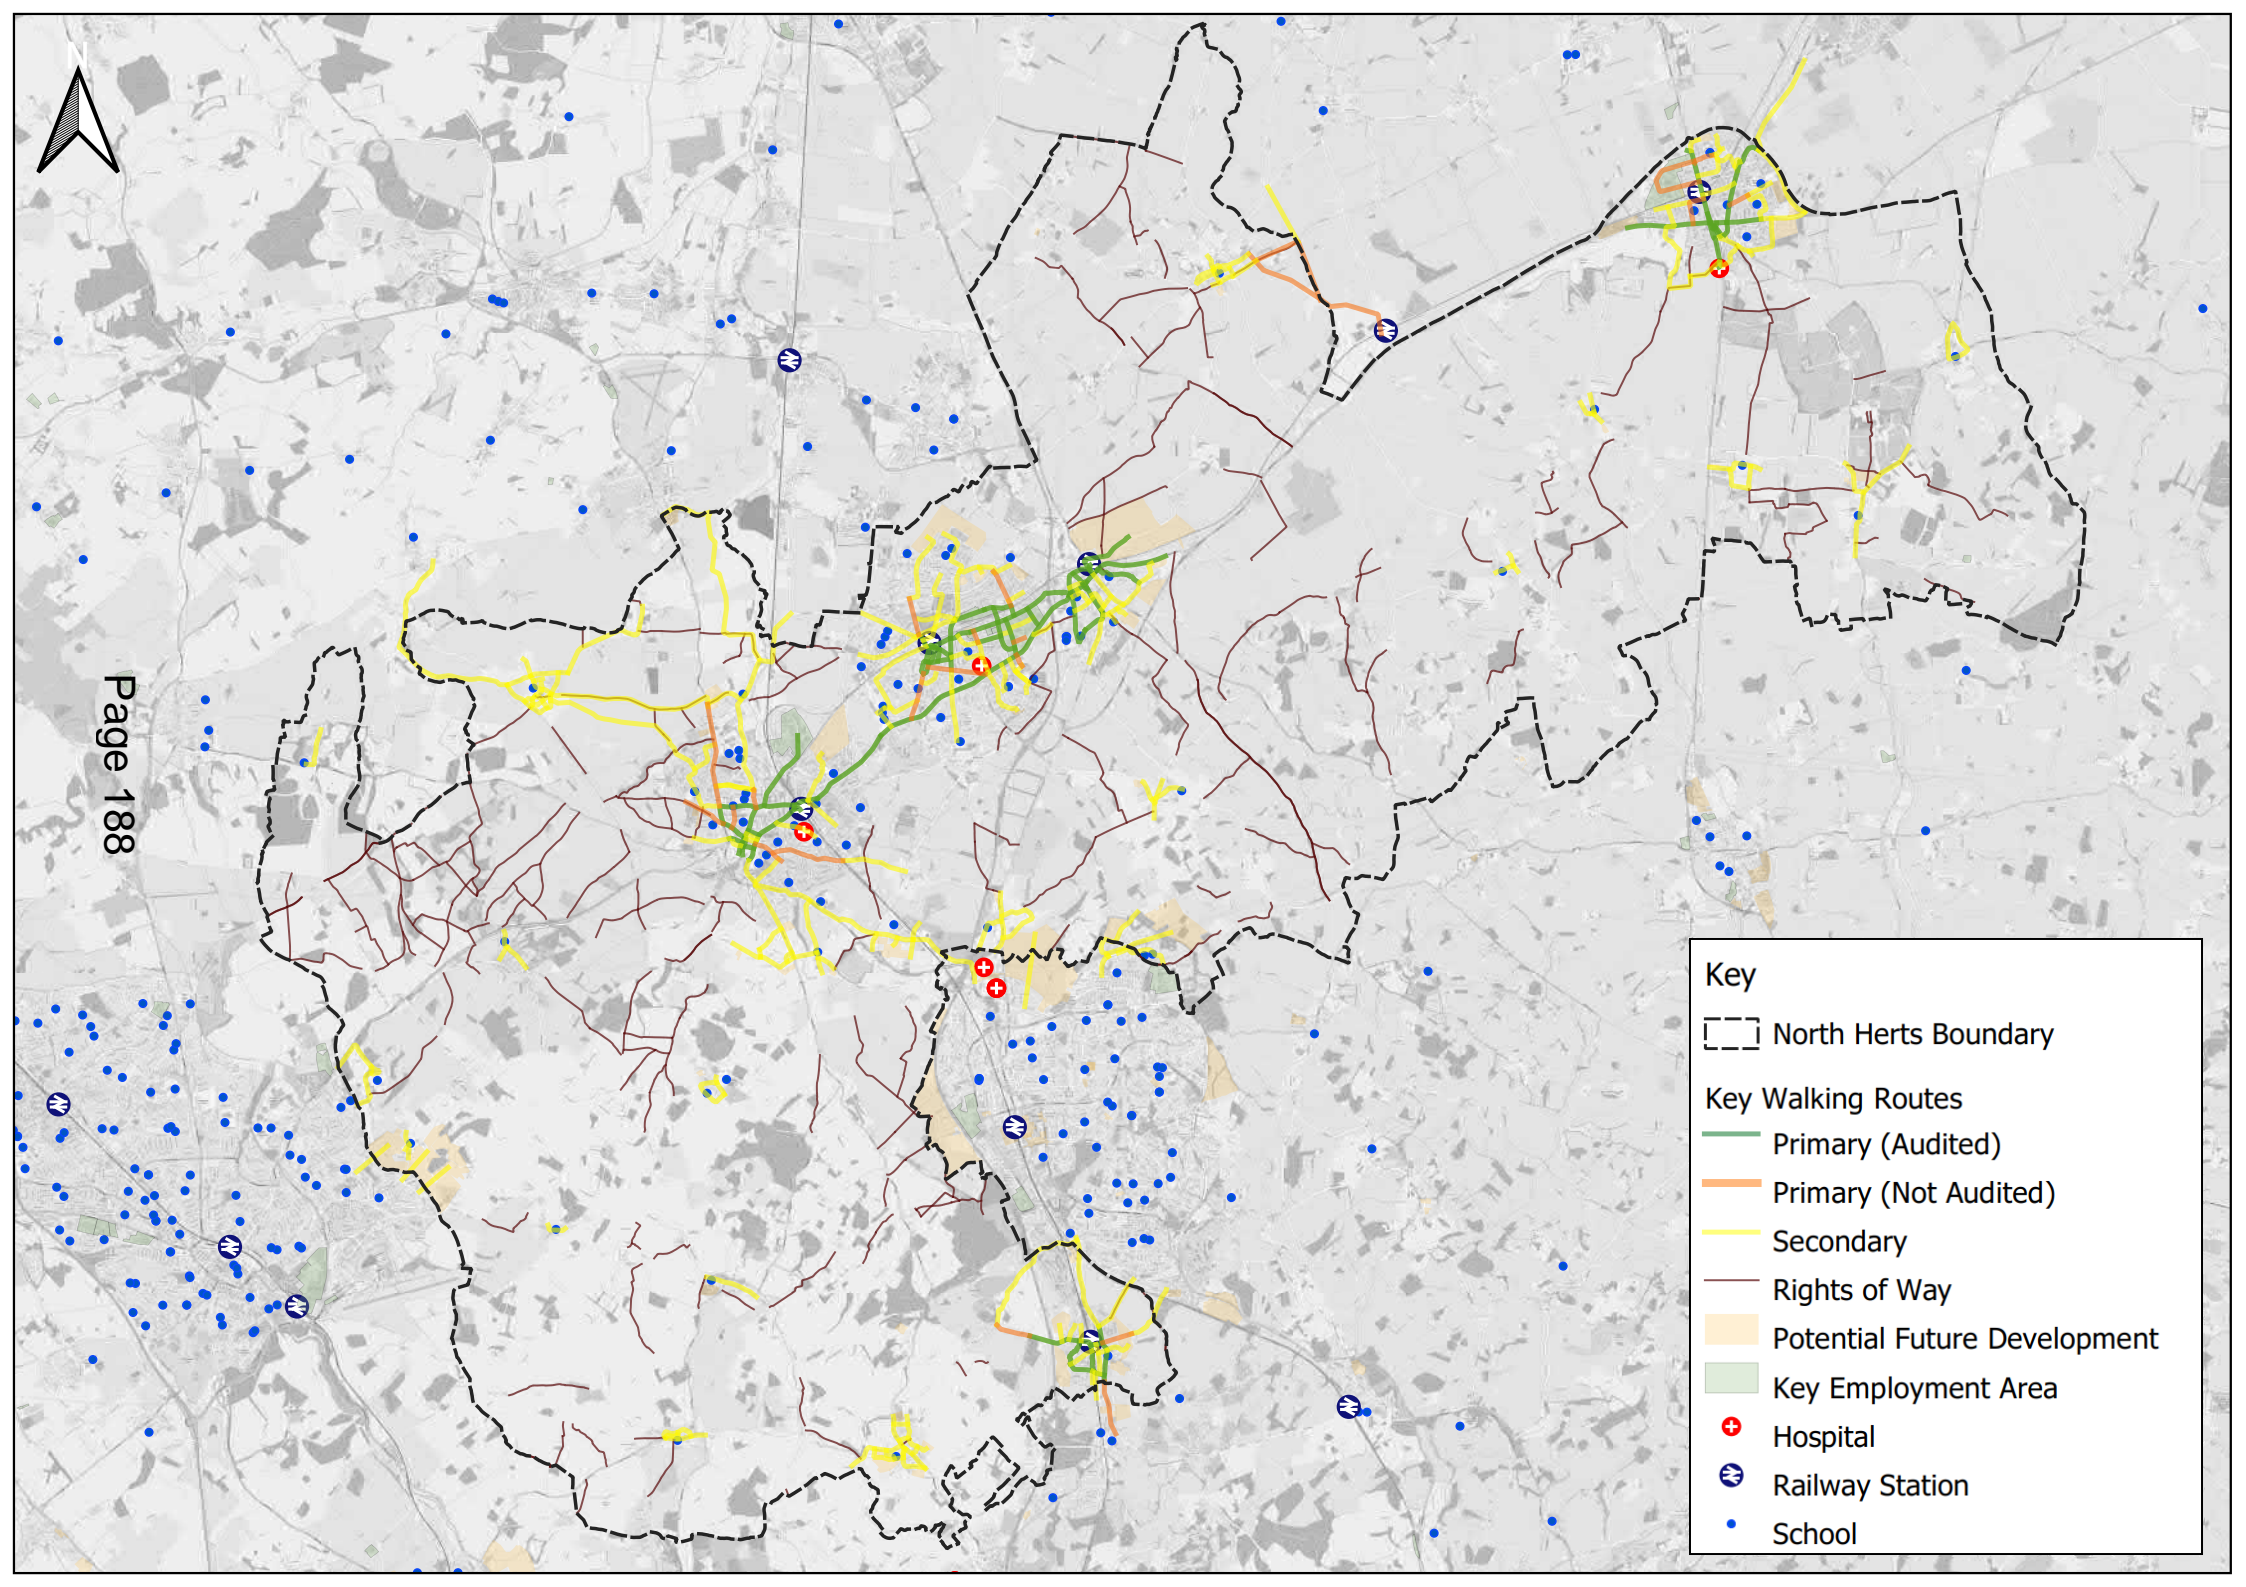 N
Page 188
Key
North Herts Boundary
Key Walking Routes
Primary (Audited)
Primary (Not Audited)
Secondary
Rights of Way
Potential Future Development
Key Employment Area
Hospital
Railway Station
School